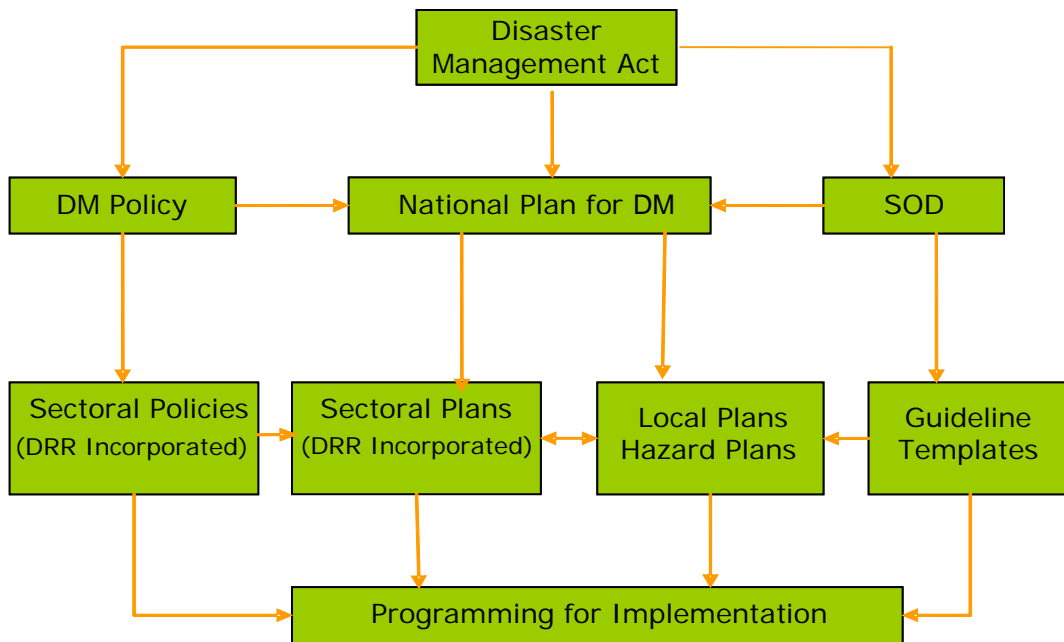 Disaster
Management Act
DM Policy
National Plan for DM
SOD
Sectoral Policies
(DRR Incorporated)
Sectoral Plans
(DRR Incorporated)
Local Plans
Hazard Plans
Guideline
Templates
Programming for Implementation